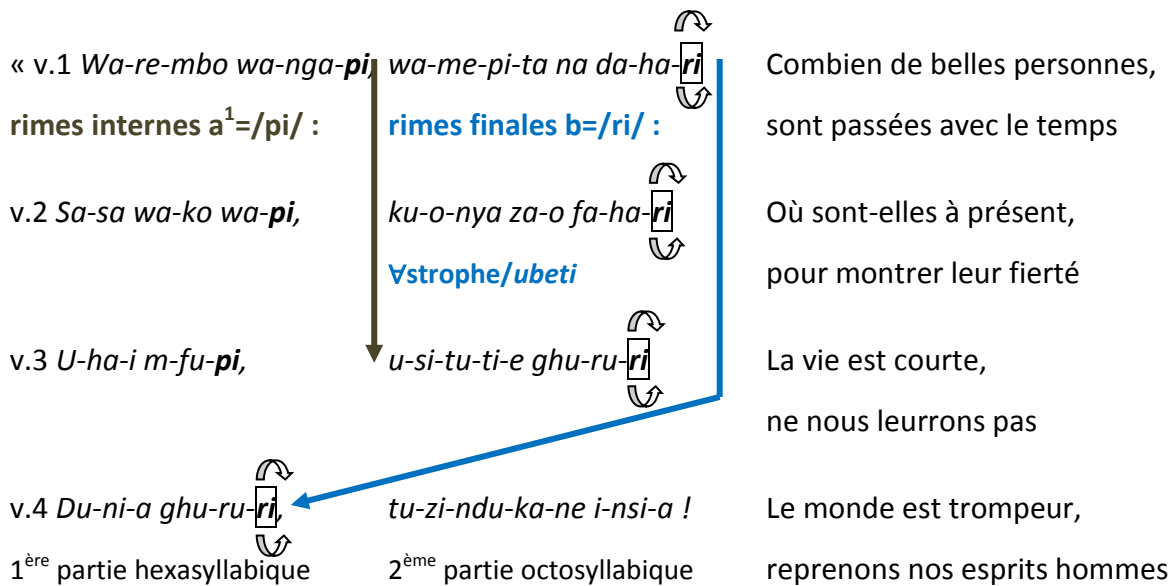 « v.1 Wa-re-mbo wa-nga-pi, wa-me-pi-ta na da-ha-ri Combien de belles personnes,
rimes internes a¹=/pi/ : rimes finales b=/ri/ : sont passées avec le temps
v.2 Sa-sa wa-ko wa-pi, ku-o-nya za-o fa-ha-ri Où sont-elles à présent,
∀strophe/ubeti pour montrer leur fierté
v.3 U-ha-i m-fu-pi, u-si-tu-ti-e ghu-ru-ri La vie est courte,
ne nous leurrons pas
v.4 Du-ni-a ghu-ru-ri, tu-zi-ndu-ka-ne i-nsi-a ! Le monde est trompeur,
1ère partie hexasyllabique 2ème partie octosyllabique reprenons nos esprits hommes